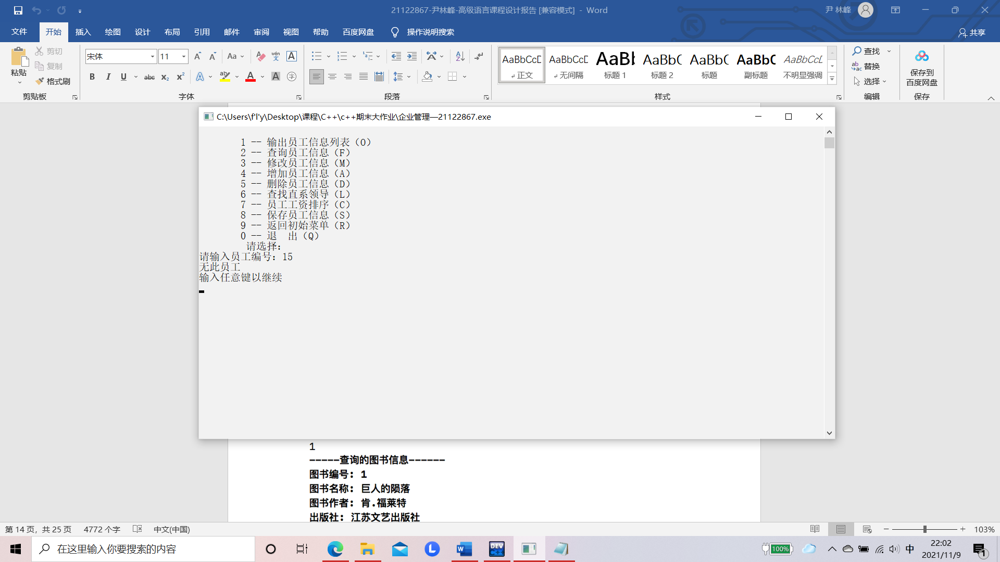 21122867-尹林峰-高级语言课程设计报告 [兼容模式] - Word
尹 林峰
文件 开始 插入 绘图 设计 布局 引用 邮件 审阅 视图 帮助 百度网盘 操作说明搜索 共享
粘贴 剪切 复制 格式刷
宋体 11
AaBbCcD AaBbCcD AaBl AaBbC AaBbC AaBbC AaBbCcD
正文 无间隔 标题 1 标题 2 标题 副标题 不明显强调
查找 替换 选择
保存到
百度网盘
剪贴板 字体 段落 样式 编辑 保存
C:\Users\f'l'y\Desktop\课程\C++\c++期末大作业\企业管理—21122867.exe
1 -- 输出员工信息列表（O）
2 -- 查询员工信息（F）
3 -- 修改员工信息（M）
4 -- 增加员工信息（A）
5 -- 删除员工信息（D）
6 -- 查找直系领导（L）
7 -- 员工工资排序（C）
8 -- 保存员工信息（S）
9 -- 返回初始菜单（R）
0 -- 退 出（Q）
请选择：
请输入员工编号：15
无此员工
输入任意键以继续
1
-----查询的图书信息------
图书编号: 1
图书名称: 巨人的陨落
图书作者: 肯.福莱特
出版社: 江苏文艺出版社
第 14 页，共 25 页 4772 个字 中文(中国) 103%
在这里输入你要搜索的内容
100%
中
22:02
2021/11/9
1